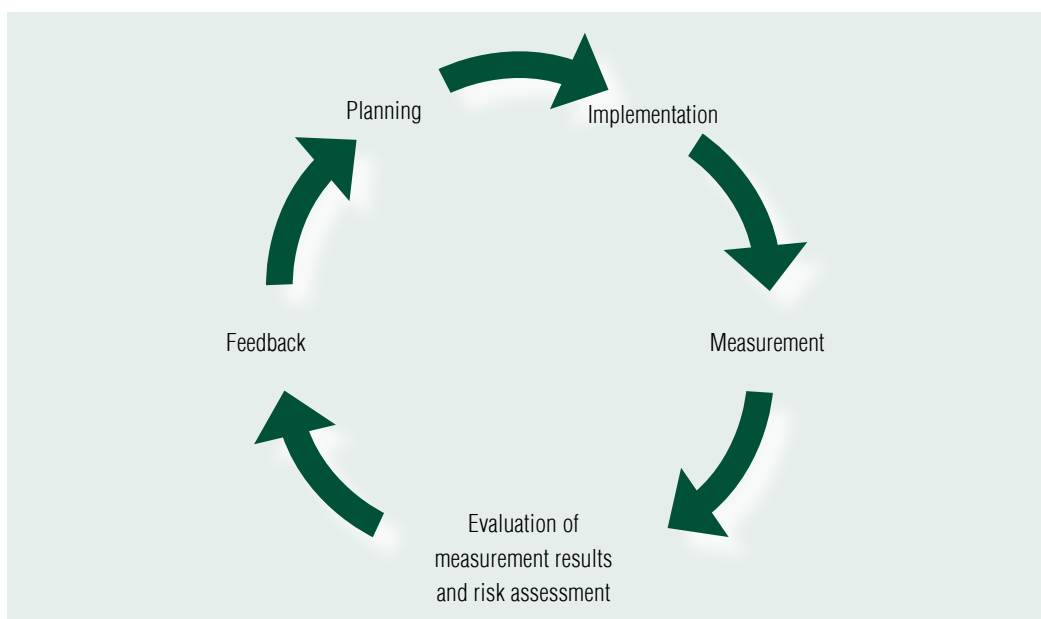 Planning
Implementation
Measurement
Evaluation of
measurement results
and risk assessment
Feedback